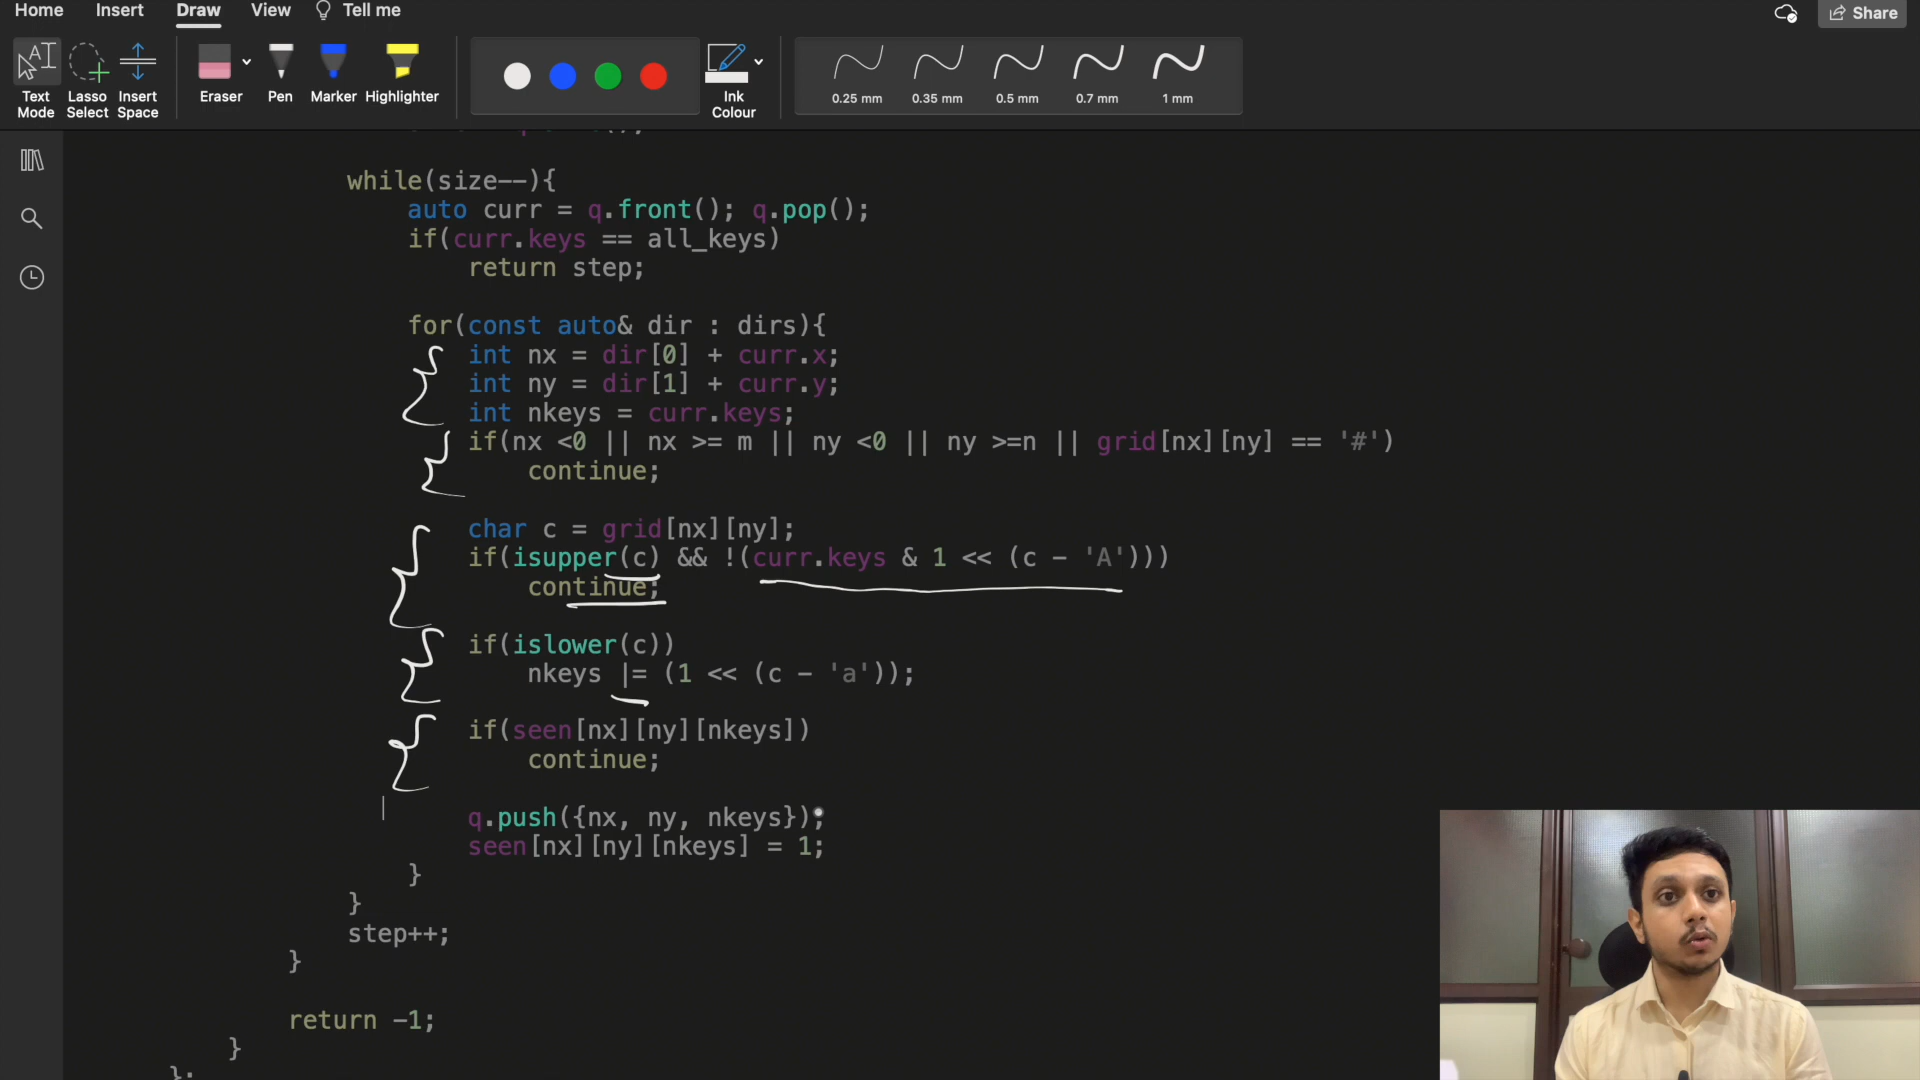 Home Insert Draw View Tell me Share
Text Mode
Lasso Select
Insert Space
Eraser
Pen
Marker
Highlighter
Ink Colour
0.25 mm 0.35 mm 0.5 mm 0.7 mm 1 mm
while(size--){
auto curr = q.front(); q.pop();
if(curr.keys == all_keys)
return step;
for(const auto& dir : dirs){
int nx = dir[0] + curr.x;
int ny = dir[1] + curr.y;
int nkeys = curr.keys;
if(nx <0 || nx >= m || ny <0 || ny >=n || grid[nx][ny] == '#')
continue;
char c = grid[nx][ny];
if(isupper(c) && !(curr.keys & 1 << (c - 'A')))
continue;
if(islower(c))
nkeys |= (1 << (c - 'a'));
if(seen[nx][ny][nkeys])
continue;
q.push({nx, ny, nkeys});
seen[nx][ny][nkeys] = 1;
}
}
step++;
}
return -1;
}
};